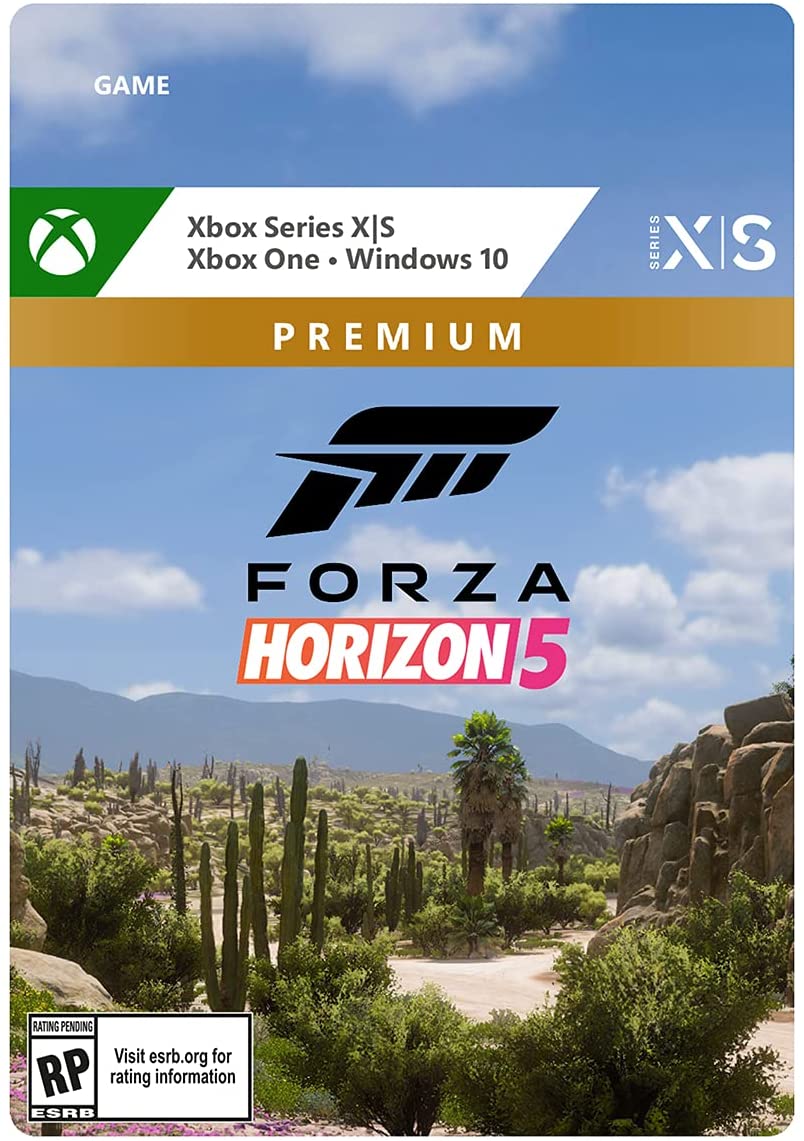 GAME
Xbox Series X|S
Xbox One • Windows 10
SERIES X|S
PREMIUM
FORZA
HORIZON 5
RATING PENDING
RP
ESRB
Visit esrb.org for
rating information